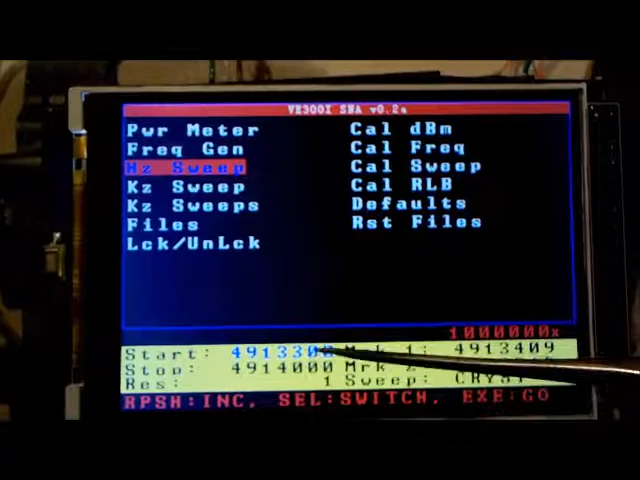 VE3OOI SNA v0.2a
Pwr Meter Cal dBm
Freq Gen Cal Freq
Hz Sweep Cal Sweep
Kz Sweep Cal RLB
Kz Sweeps Defaults
Files Rst Files
Lck/UnLck
1000000x
Start: 4913300 Mrk 1: 4913409
Stop: 4914000 Mrk
Res: 1 Sweep:
RPSH:INC, SEL:SWITCH, EXE:GO